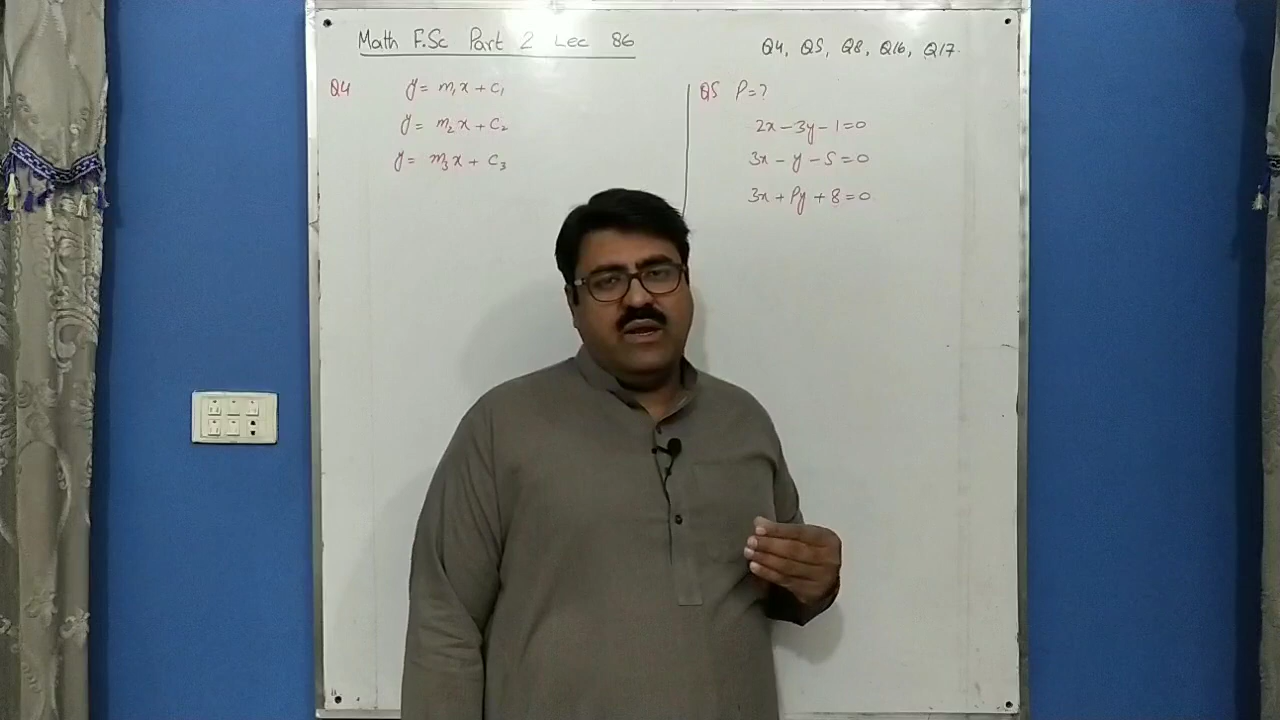 Math F.Sc Part 2 Lec 86
Q4, Q5, Q8, Q16, Q17.
Q4 y = m₁x + c₁
y = m₂x + c₂
y = m₃x + c₃
Q5 P=?
2x - 3y - 1 = 0
3x - y - 5 = 0
3x + Py + 8 = 0